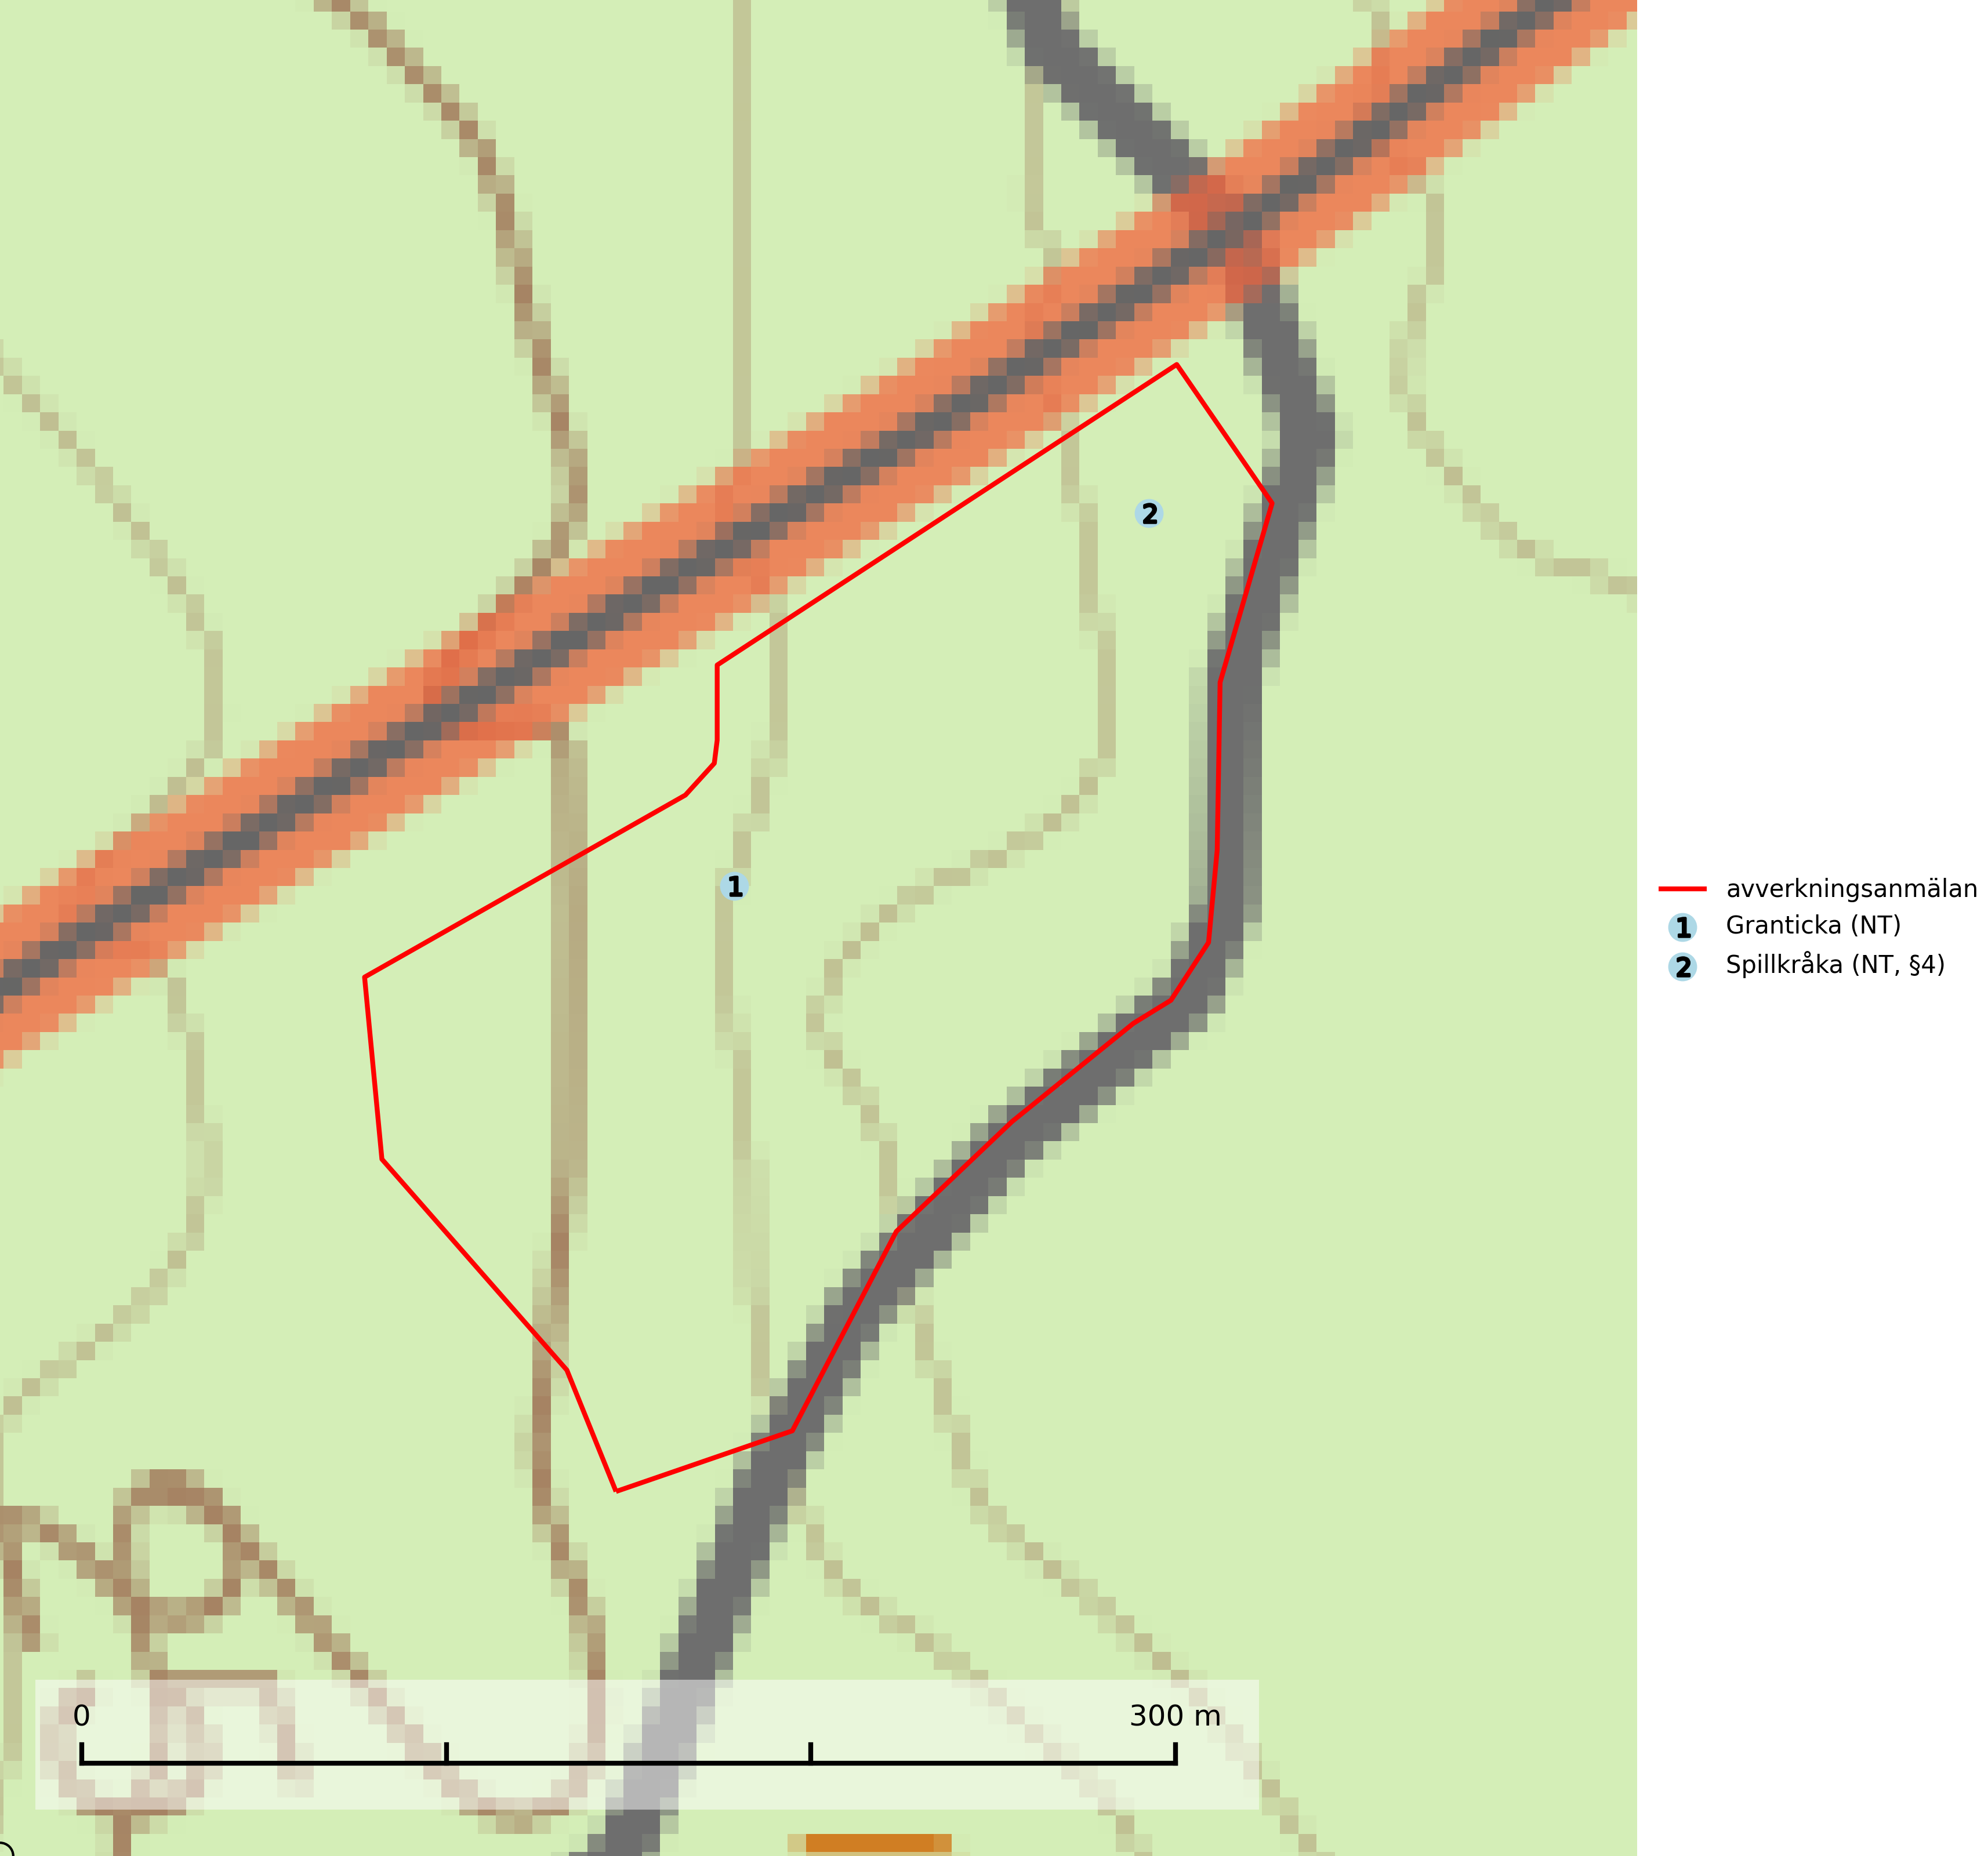 2
1
avverkningsanmälan
1 Granticka (NT)
2 Spillkråka (NT, §4)
0 300 m